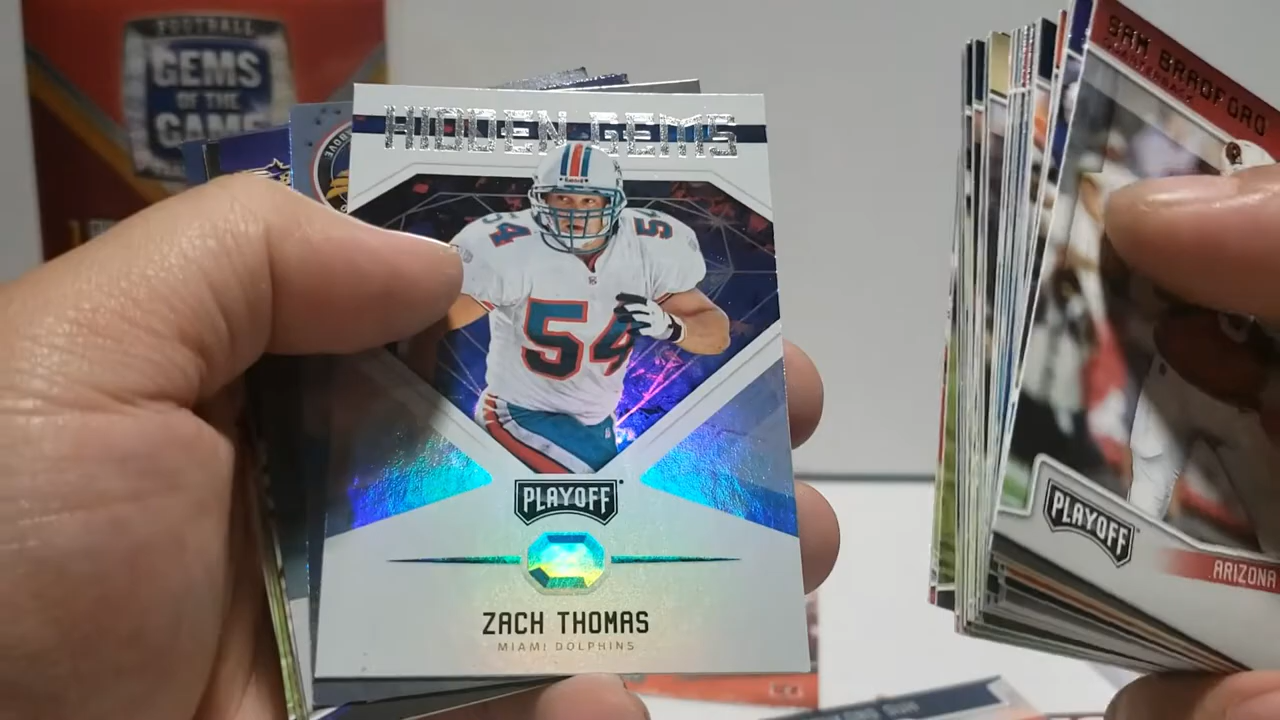 FOOTBALL
GEMS
OF THE
GAME
HIDDEN GEMS
54
54
54
PLAYOFF
ZACH THOMAS
MIAMI DOLPHINS
SAM BRADFORD
QUARTERBACK
PLAYOFF
ARIZONA